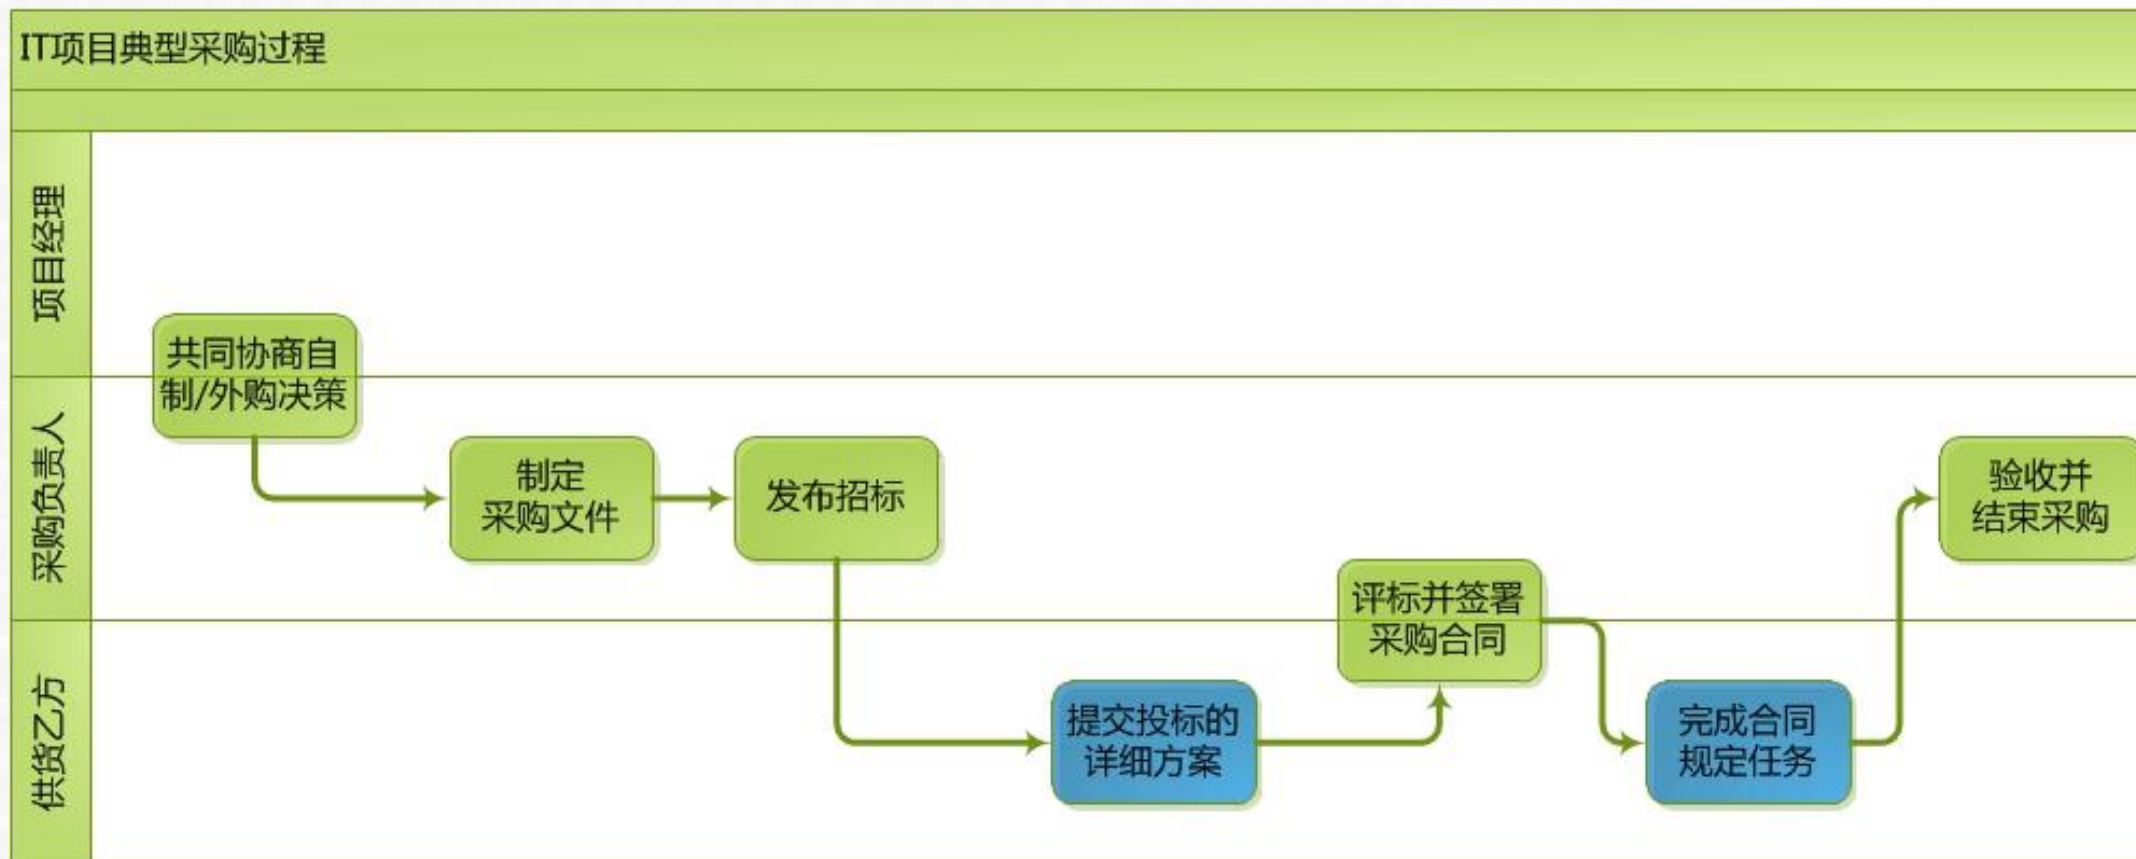 IT项目典型采购过程
项目经理
共同协商自
制/外购决策
采购负责人
制定
采购文件
发布招标
验收并
结束采购
评标并签署
采购合同
供货乙方
提交投标的
详细方案
完成合同
规定任务